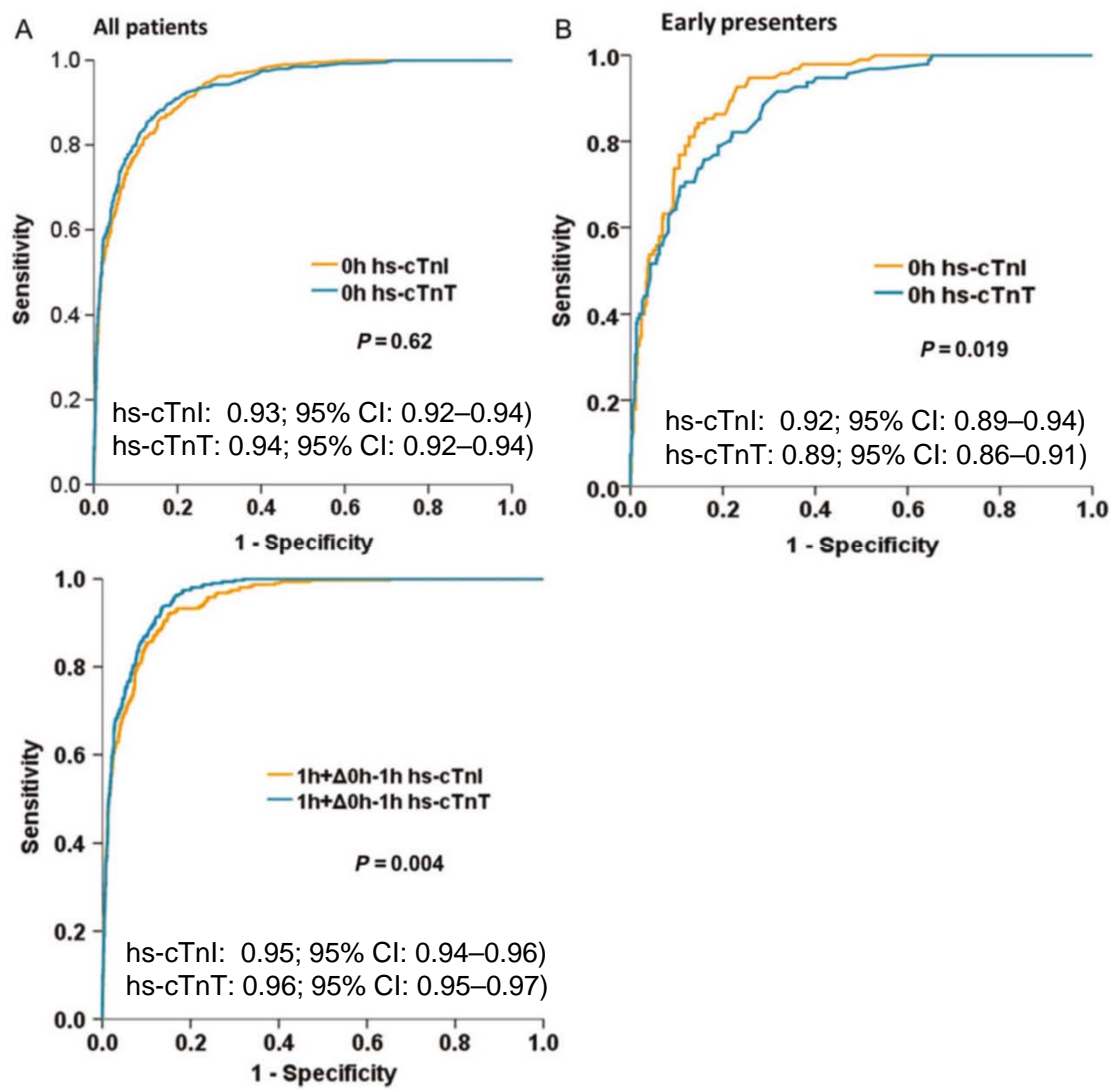 A All patients
1.0
0.8
0.6
0.4
0.2
0.0
Sensitivity
0h hs-cTnI
0h hs-cTnT
P = 0.62
hs-cTnI: 0.93; 95% CI: 0.92–0.94)
hs-cTnT: 0.94; 95% CI: 0.92–0.94)
0.0 0.2 0.4 0.6 0.8 1.0
1 - Specificity
B Early presenters
1.0
0.8
0.6
0.4
0.2
0.0
Sensitivity
0h hs-cTnI
0h hs-cTnT
P = 0.019
hs-cTnI: 0.92; 95% CI: 0.89–0.94)
hs-cTnT: 0.89; 95% CI: 0.86–0.91)
0.0 0.2 0.4 0.6 0.8 1.0
1 - Specificity
1.0
0.8
0.6
0.4
0.2
0.0
Sensitivity
1h+Δ0h-1h hs-cTnI
1h+Δ0h-1h hs-cTnT
P = 0.004
hs-cTnI: 0.95; 95% CI: 0.94–0.96)
hs-cTnT: 0.96; 95% CI: 0.95–0.97)
0.0 0.2 0.4 0.6 0.8 1.0
1 - Specificity